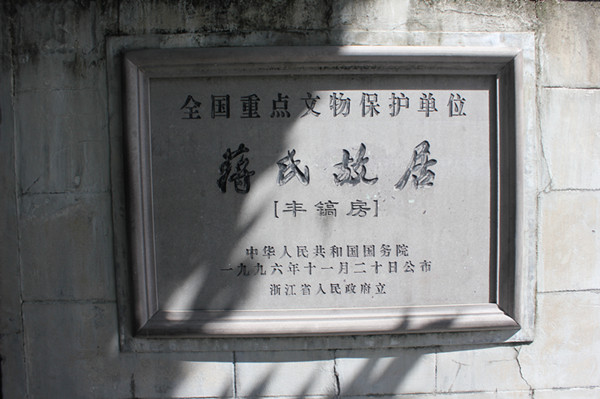 全国重点文物保护单位
蒋氏故居
[丰镐房]
中华人民共和国国务院
一九九六年十一月二十日公布
浙江省人民政府立